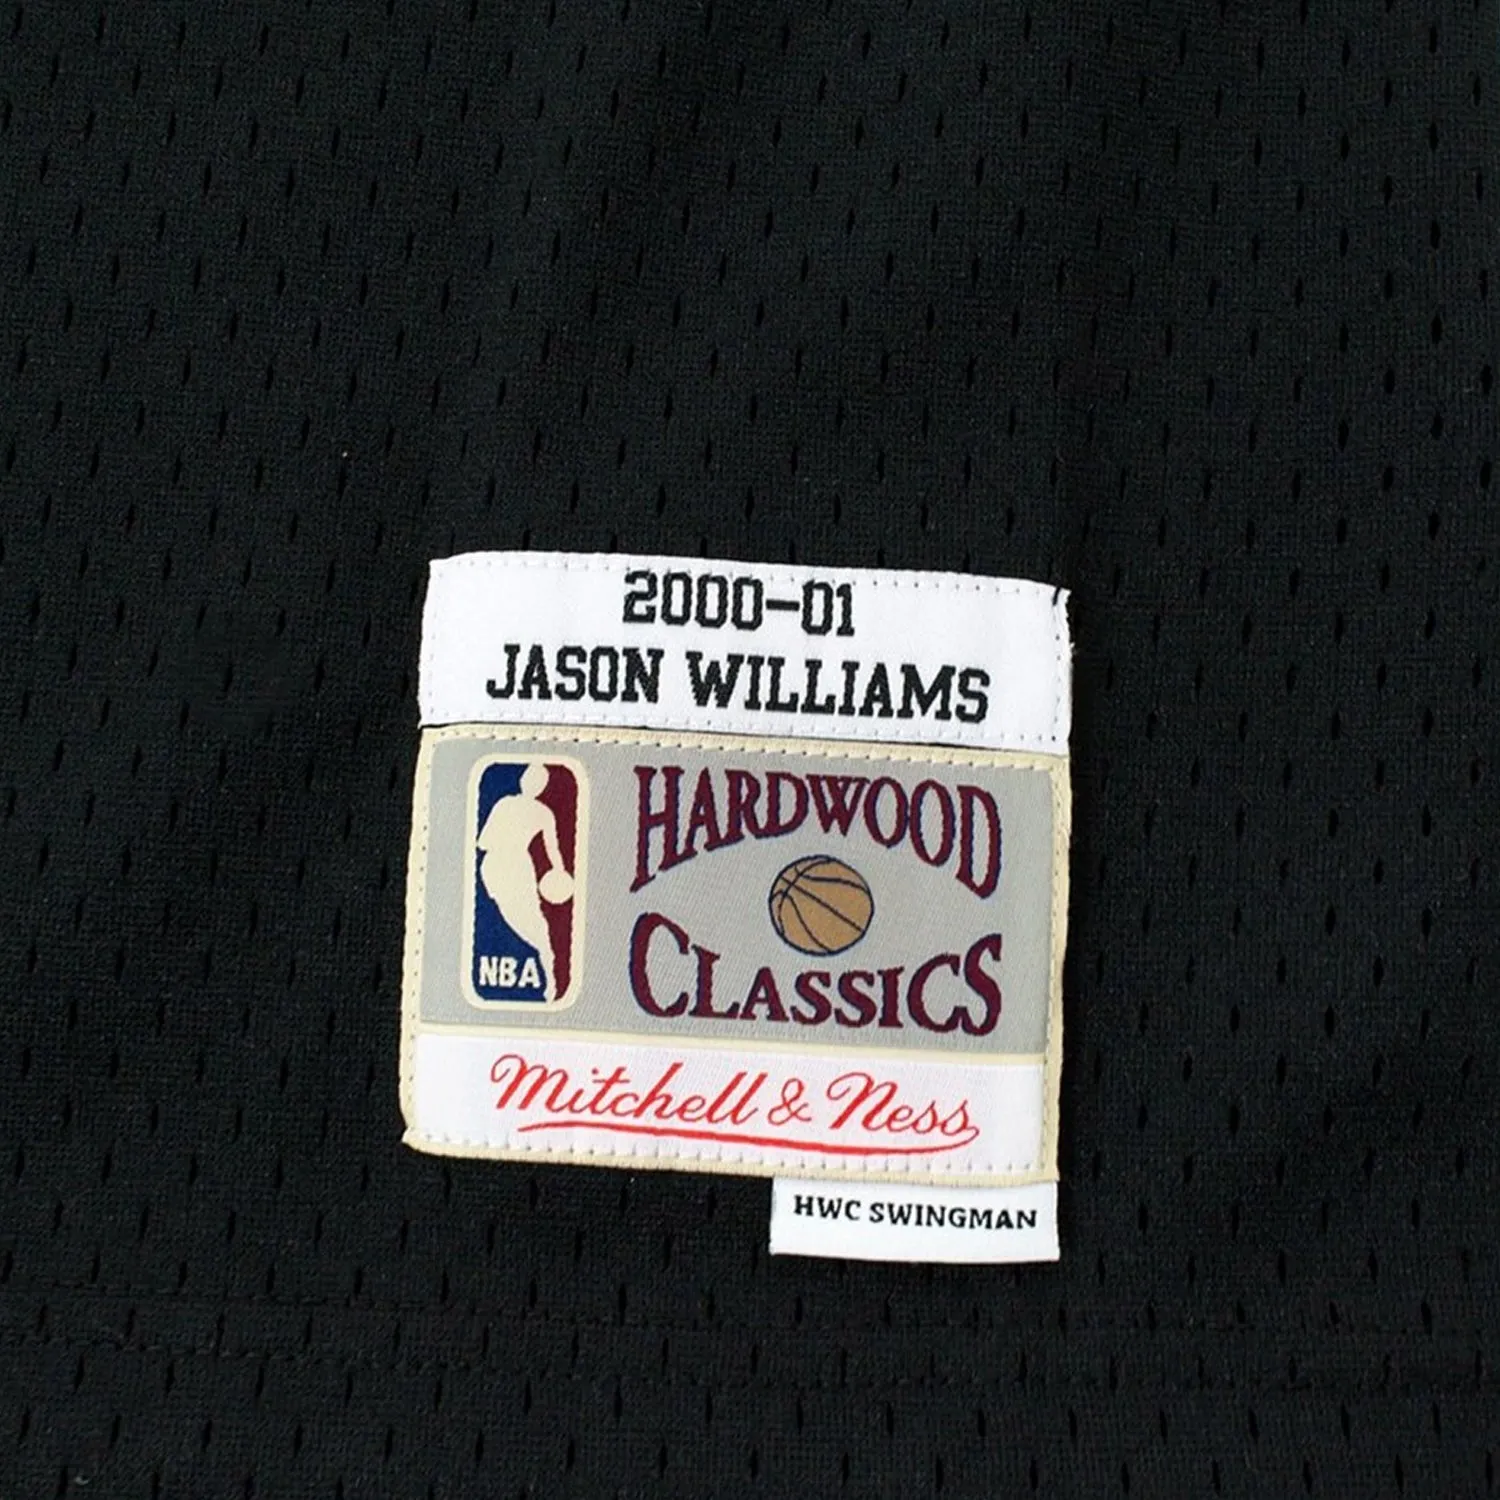 2000-01
JASON WILLIAMS
HARDWOOD
CLASSICS
NBA
Mitchell & Ness
HWC SWINGMAN